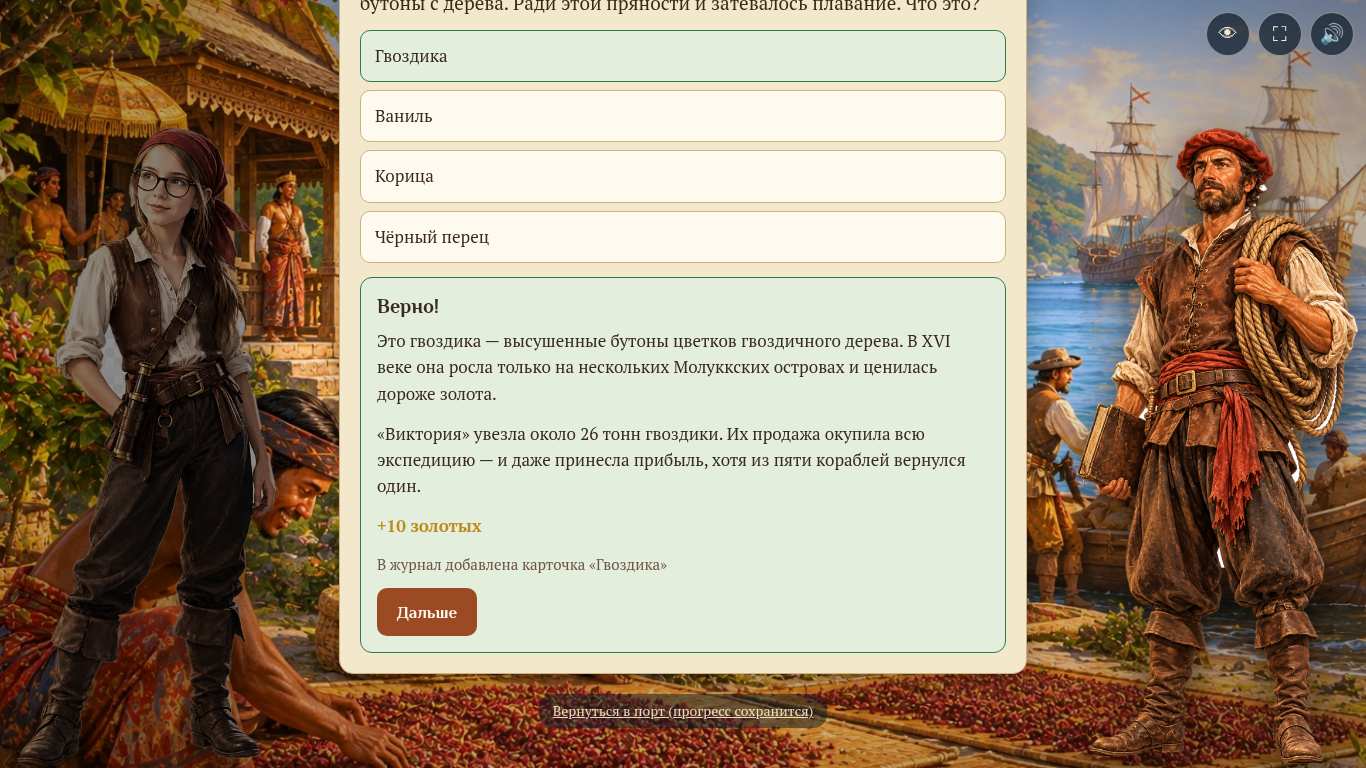 бутоны с дерева. Ради этой пряности и затевалось плавание. Что это?
Гвоздика
Ваниль
Корица
Чёрный перец
Верно!
Это гвоздика — высушенные бутоны цветков гвоздичного дерева. В XVI
веке она росла только на нескольких Молуккских островах и ценилась
дороже золота.
«Виктория» увезла около 26 тонн гвоздики. Их продажа окупила всю
экспедицию — и даже принесла прибыль, хотя из пяти кораблей вернулся
один.
+10 золотых
В журнал добавлена карточка «Гвоздика»
Дальше
Вернуться в порт (прогресс сохранится)